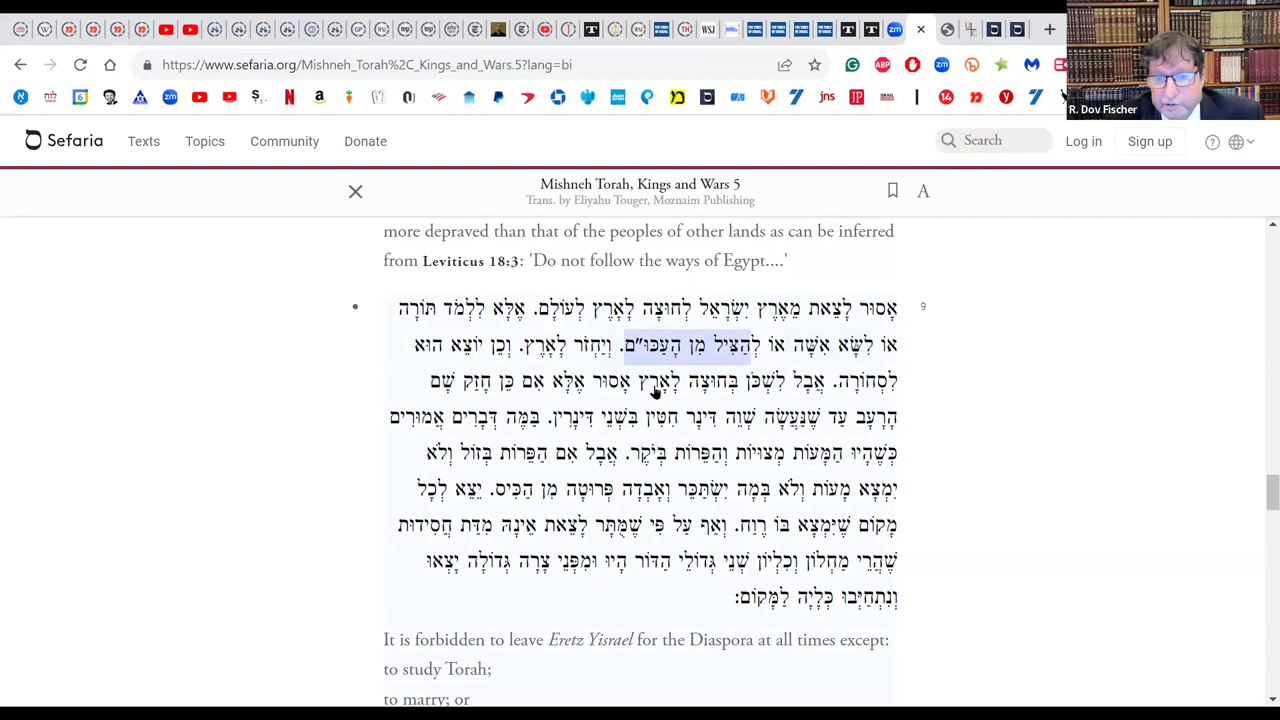 https://www.sefaria.org/Mishneh_Torah%2C_Kings_and_Wars.5?lang=bi
R. Dov Fischer
Sefaria Texts Topics Community Donate Search Log in Sign up
Mishneh Torah, Kings and Wars 5
Trans. by Eliyahu Touger, Moznaim Publishing
more depraved than that of the peoples of other lands as can be inferred
from Leviticus 18:3: 'Do not follow the ways of Egypt....'
9
אָסוּר לָצֵאת מֵאֶרֶץ יִשְׂרָאֵל לְחוּצָה לָאָרֶץ לְעוֹלָם. אֶלָּא לִלְמֹד תּוֹרָה
אוֹ לִשָּׂא אִשָּׁה אוֹ לְהַצִּיל מִן הָעַכּוּ"ם. וְיַחְזֹר לָאָרֶץ. וְכֵן יוֹצֵא הוּא
לִסְחוֹרָה. אֲבָל לִשְׁכֹּן בְּחוּצָה לָאָרֶץ אָסוּר אֶלָּא אִם כֵּן חָזַק שָׁם
הָרָעָב עַד שֶׁנַּעֲשָׂה שְׁוֵה דִּינָר חִטִּין בִּשְׁנֵי דִּינָרִין. בַּמֶּה דְּבָרִים אֲמוּרִים
כְּשֶׁהָיוּ הַמָּעוֹת מְצוּיוֹת וְהַפֵּרוֹת בְּיֹקֶר. אֲבָל אִם הַפֵּרוֹת בְּזוֹל וְלֹא
יִמְצָא מָעוֹת וְלֹא בְּמָה יִשְׂתַּכֵּר וְאָבְדָה פְּרוּטָה מִן הַכִּיס. יֵצֵא לְכָל
מָקוֹם שֶׁיִּמְצָא בּוֹ רֶוַח. וְאַף עַל פִּי שֶׁמֻּתָּר לָצֵאת אֵינָהּ מִדַּת חֲסִידוּת
שֶׁהֲרֵי מַחְלוֹן וְכִלְיוֹן שְׁנֵי גְּדוֹלֵי הַדּוֹר הָיוּ וּמִפְּנֵי צָרָה גְּדוֹלָה יָצְאוּ
וְנִתְחַיְּבוּ כְּלָיָה לַמָּקוֹם:
It is forbidden to leave Eretz Yisrael for the Diaspora at all times except:
to study Torah;
to marry; or